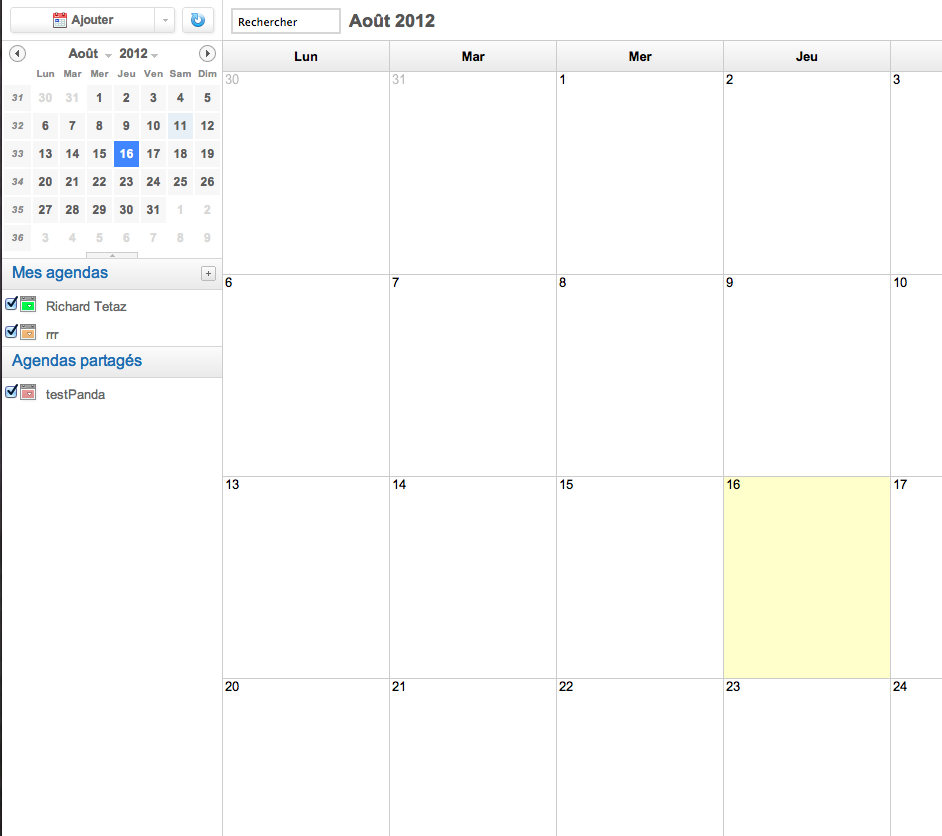 Ajouter
Août 2012
Lun Mar Mer Jeu Ven Sam Dim
31 30 31 1 2 3 4 5
32 6 7 8 9 10 11 12
33 13 14 15 16 17 18 19
34 20 21 22 23 24 25 26
35 27 28 29 30 31 1 2
36 3 4 5 6 7 8 9
Mes agendas +
Richard Tetaz
rrr
Agendas partagés
testPanda
Rechercher Août 2012
Lun Mar Mer Jeu
30 31 1 2 3
6 7 8 9 10
13 14 15 16 17
20 21 22 23 24